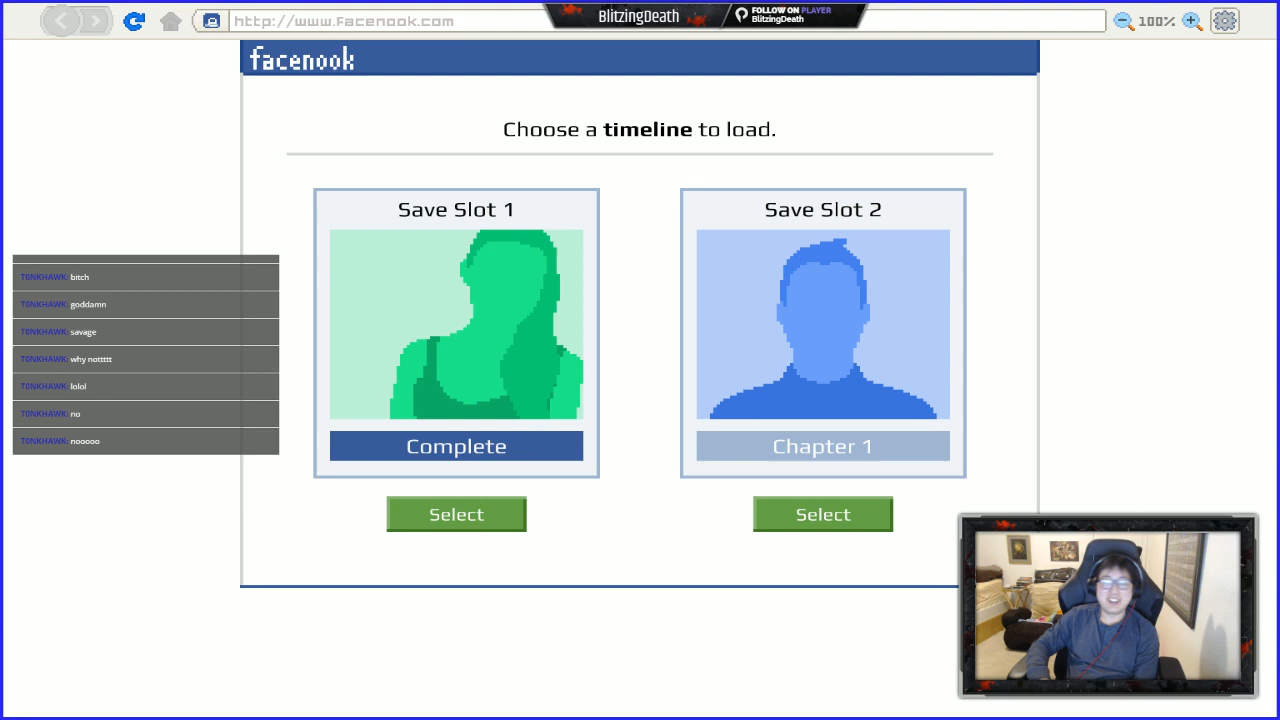 http://www.facenook.com
BlitzingDeath
FOLLOW ON PLAYER
BlitzingDeath
100%
facenook
Choose a timeline to load.
Save Slot 1
Save Slot 2
T0NKHAWK: bitch
T0NKHAWK: goddamn
T0NKHAWK: savage
T0NKHAWK: why nottttt
T0NKHAWK: lolol
T0NKHAWK: no
T0NKHAWK: nooooo
Complete
Chapter 1
Select
Select